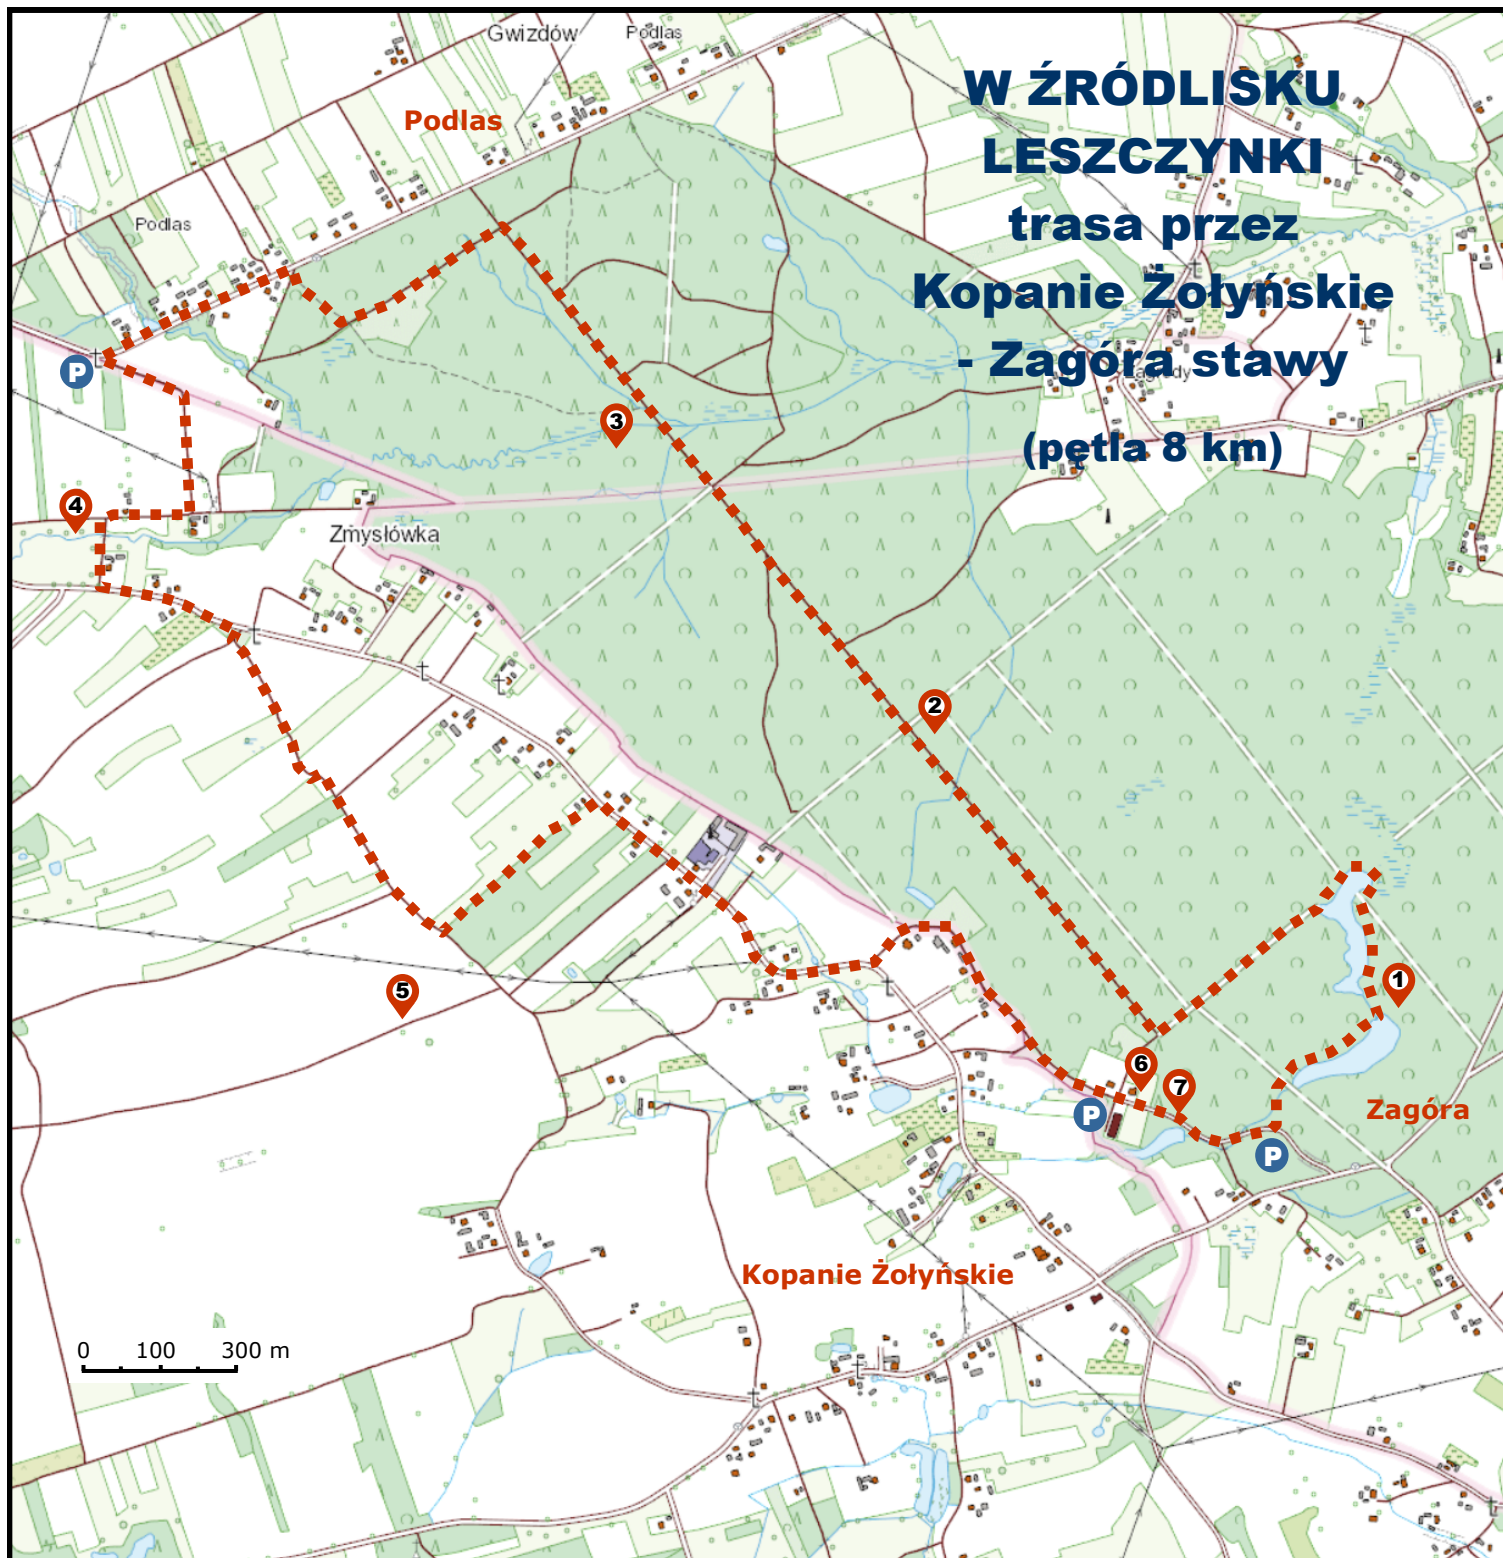 Gwizdów
Podlas
W ŹRÓDLISKU
LESZCZYNKI
trasa przez
Kopanie Żołyńskie
- Zagóra stawy
(pętla 8 km)
Podlas
Podlas
Zagrody
P
3
4
Zmysłówka
2
5
1
6
7
P
Zagóra
P
Kopanie Żołyńskie
0 100 300 m